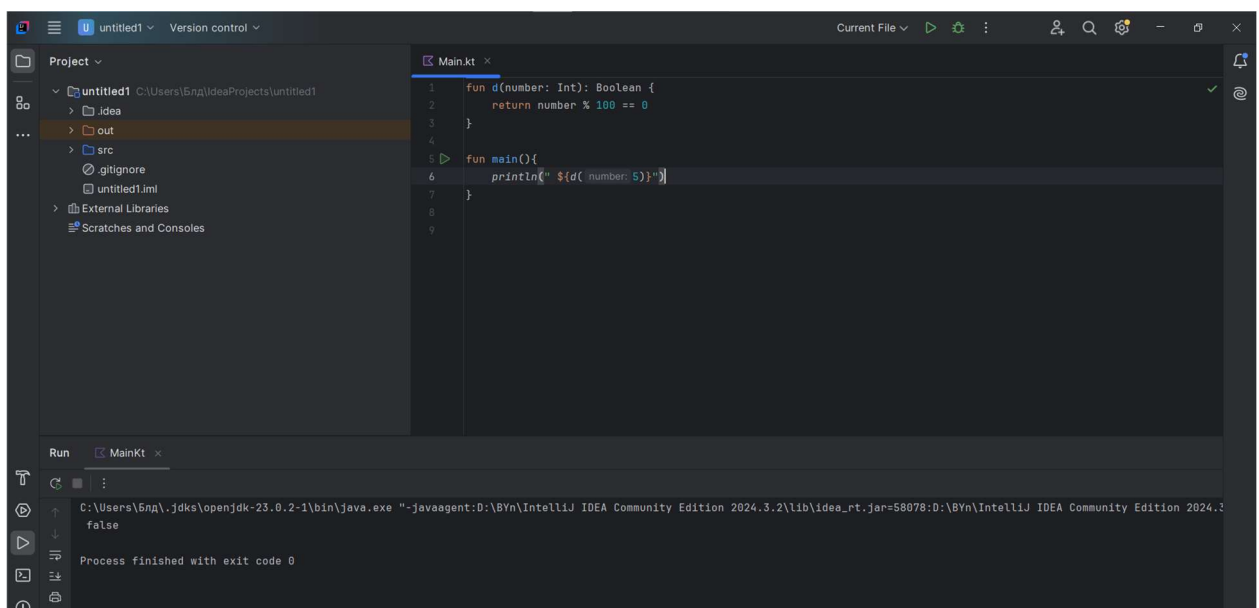 U untitled1 Version control Current File
Project
Main.kt
untitled1 C:\Users\Блд\IdeaProjects\untitled1
.idea
out
src
.gitignore
untitled1.iml
External Libraries
Scratches and Consoles
1 fun d(number: Int): Boolean {
2 return number % 100 == 0
3 }
4
5 fun main(){
6 println(" ${d( number: 5)}")
7 }
8
9
Run MainKt
C:\Users\Блд\.jdks\openjdk-23.0.2-1\bin\java.exe "-javaagent:D:\BYn\IntelliJ IDEA Community Edition 2024.3.2\lib\idea_rt.jar=58078:D:\BYn\IntelliJ IDEA Community Edition 2024.3
false
Process finished with exit code 0